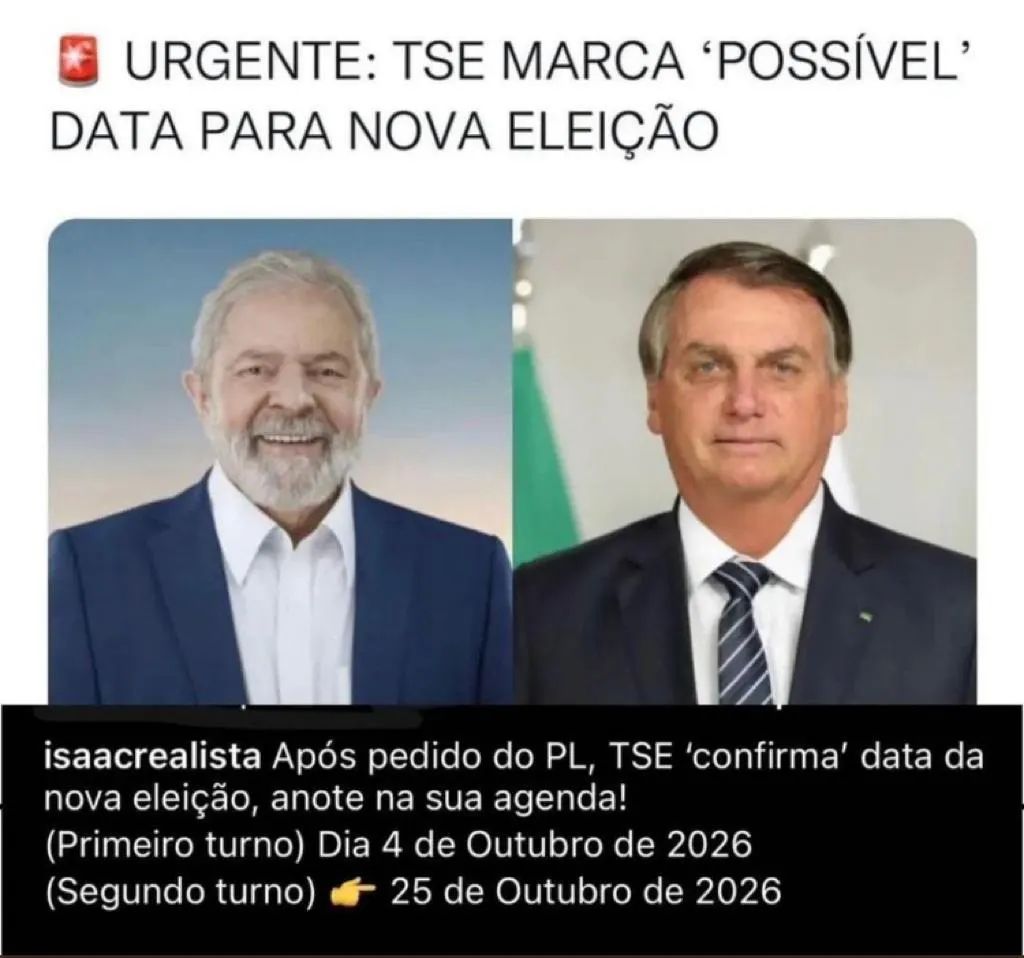 🚨 URGENTE: TSE MARCA ‘POSSÍVEL’
DATA PARA NOVA ELEIÇÃO
isaacrealista Após pedido do PL, TSE ‘confirma’ data da
nova eleição, anote na sua agenda!
(Primeiro turno) Dia 4 de Outubro de 2026
(Segundo turno) 👉 25 de Outubro de 2026